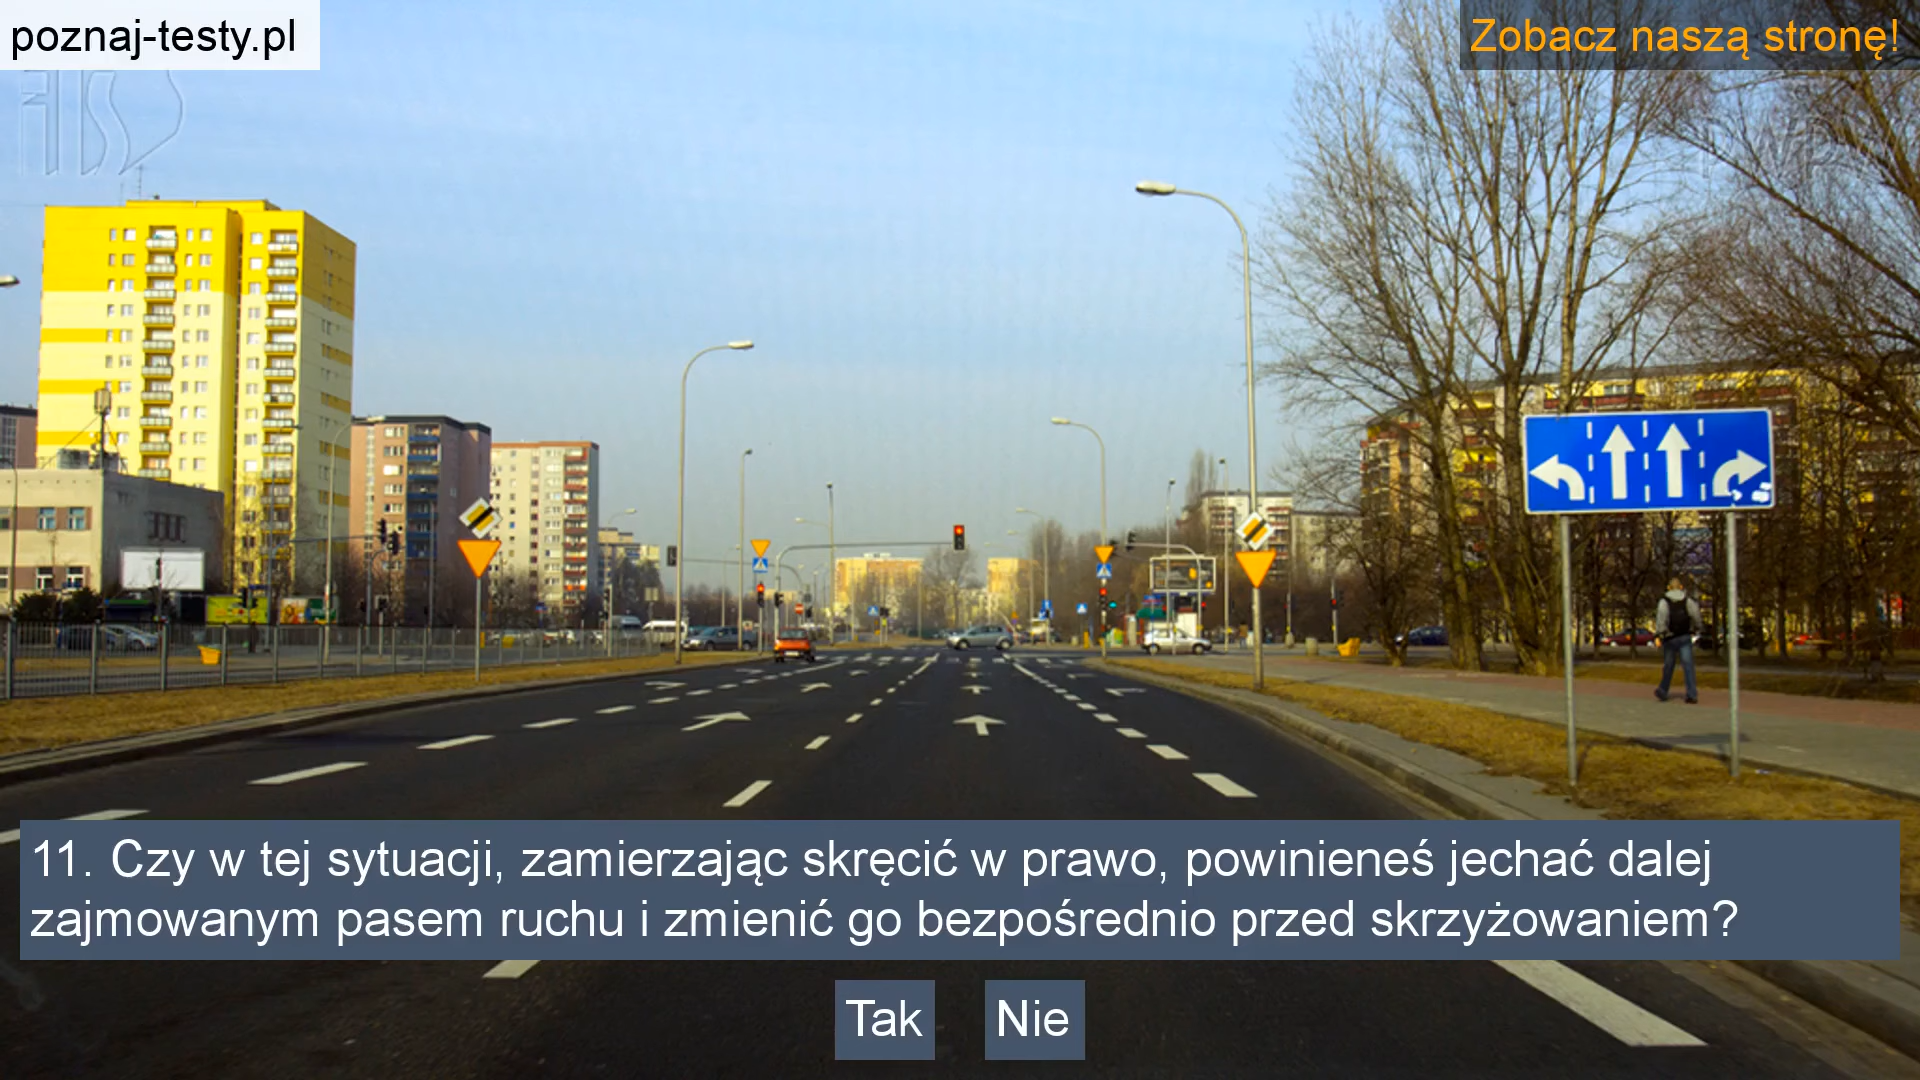 poznaj-testy.pl
Zobacz naszą stronę!
11. Czy w tej sytuacji, zamierzając skręcić w prawo, powinieneś jechać dalej
zajmowanym pasem ruchu i zmienić go bezpośrednio przed skrzyżowaniem?
Tak
Nie